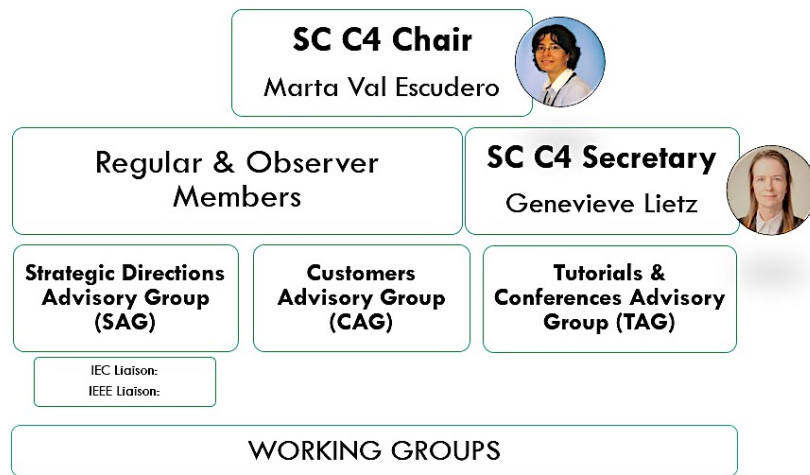 SC C4 Chair
Marta Val Escudero
Regular & Observer
Members
SC C4 Secretary
Genevieve Lietz
Strategic Directions
Advisory Group
(SAG)
Customers
Advisory Group
(CAG)
Tutorials &
Conferences Advisory
Group (TAG)
IEC Liaison:
IEEE Liaison:
WORKING GROUPS